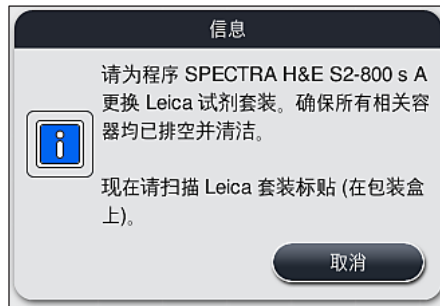 信息
请为程序 SPECTRA H&E S2-800 s A
更换 Leica 试剂套装。确保所有相关容
器均已排空并清洁。
现在请扫描 Leica 套装标贴 (在包装盒
上)。
取消